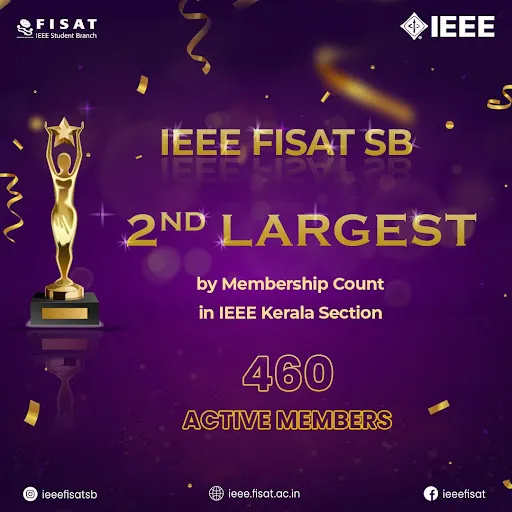 FISAT
IEEE Student Branch
IEEE
IEEE FISAT SB
2ND LARGEST
by Membership Count
in IEEE Kerala Section
460
ACTIVE MEMBERS
ieeefisatsb
ieee.fisat.ac.in
ieeefisat